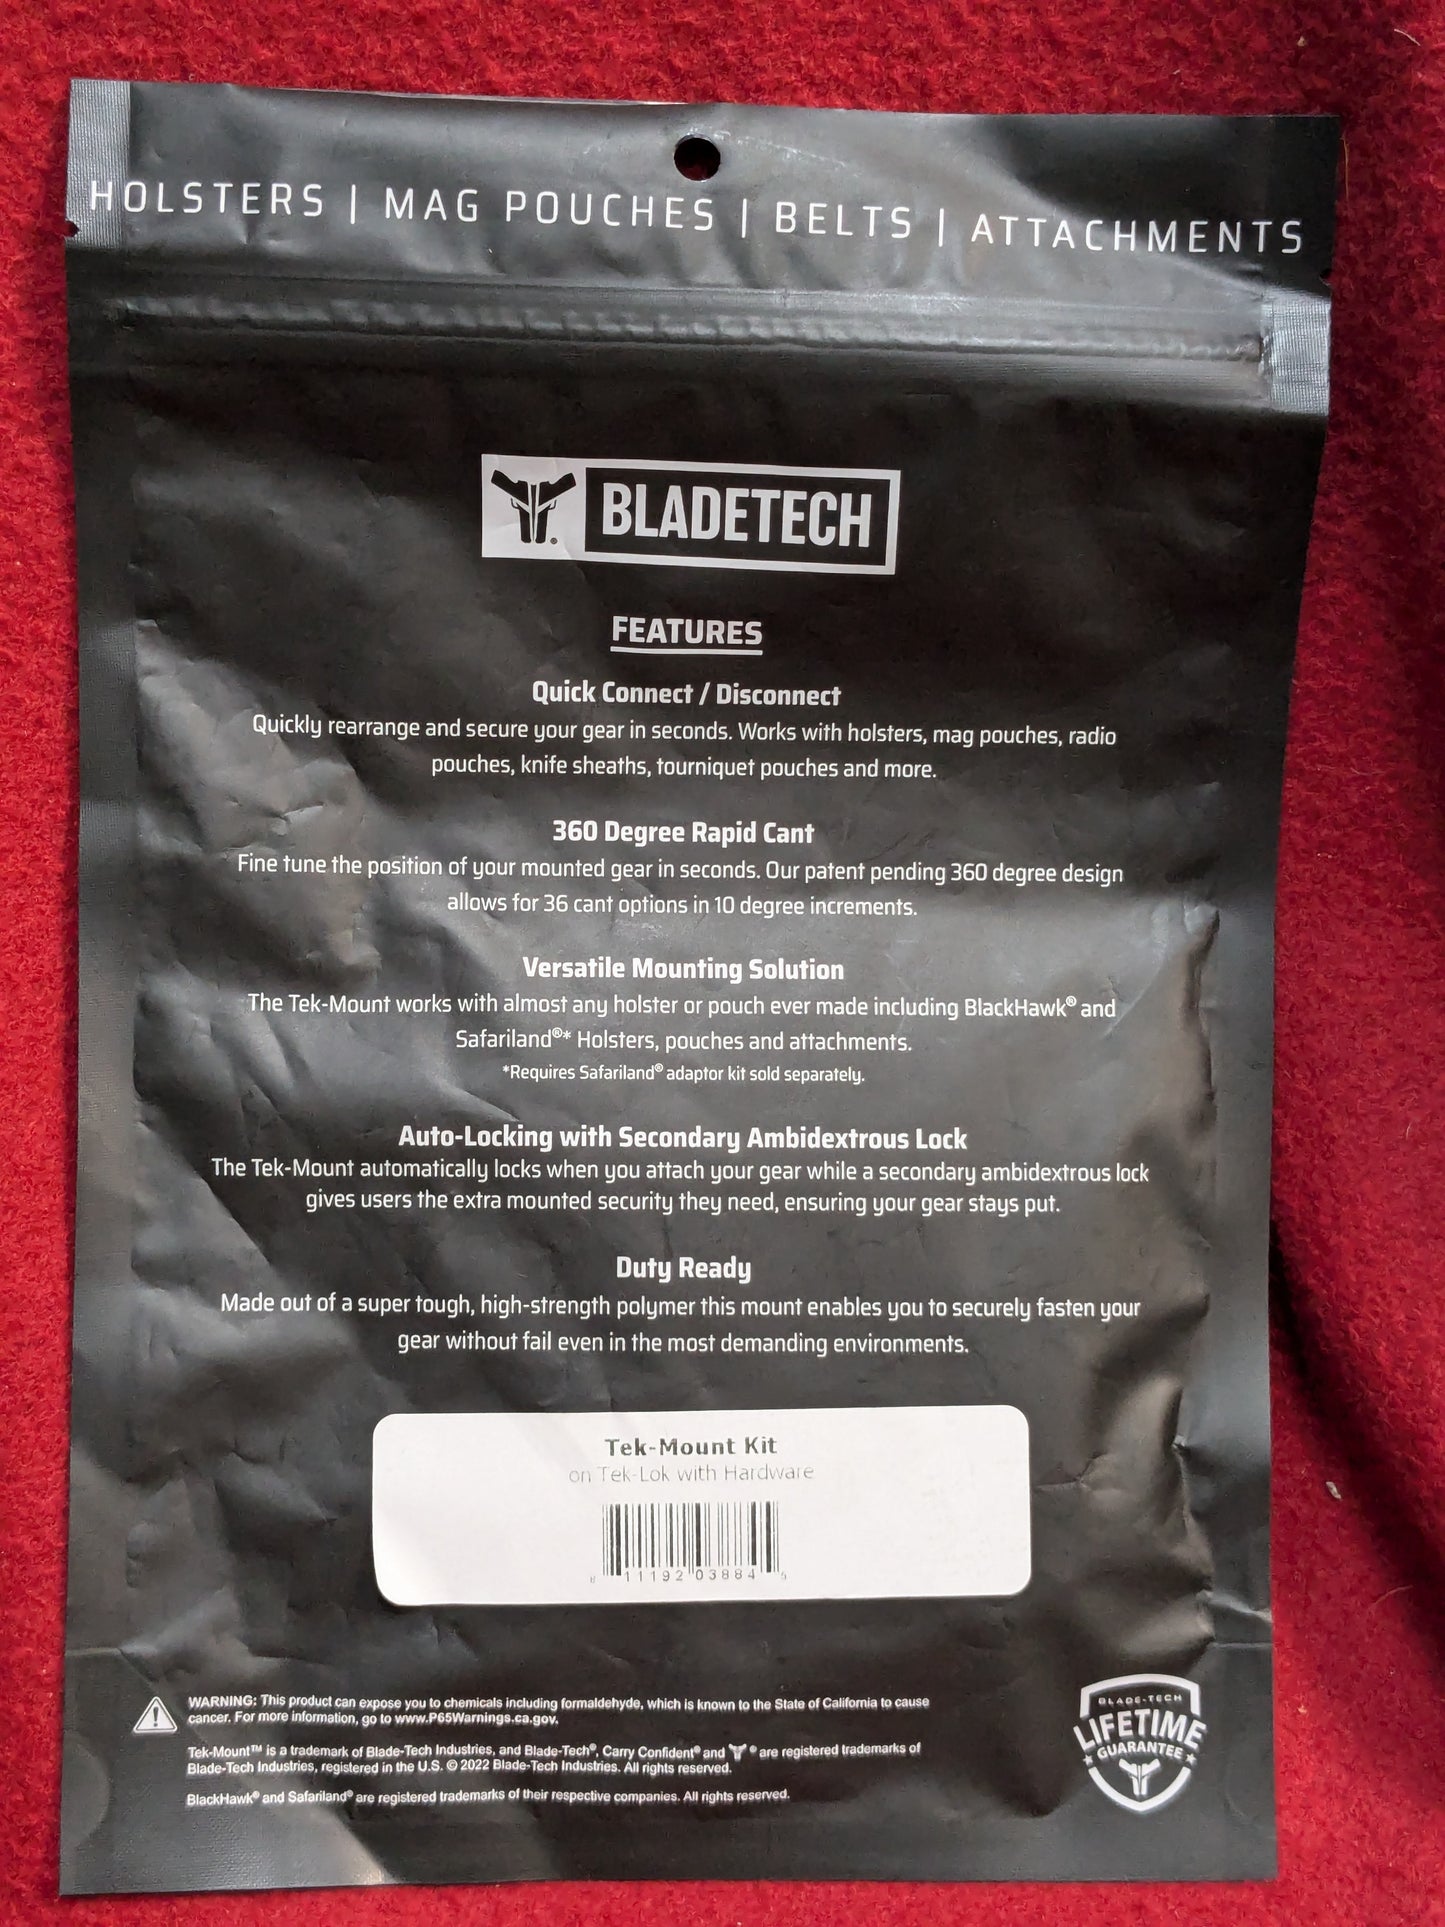 HOLSTERS | MAG POUCHES | BELTS | ATTACHMENTS
BLADETECH
FEATURES
Quick Connect / Disconnect
Quickly rearrange and secure your gear in seconds. Works with holsters, mag pouches, radio
pouches, knife sheaths, tourniquet pouches and more.
360 Degree Rapid Cant
Fine tune the position of your mounted gear in seconds. Our patent pending 360 degree design
allows for 36 cant options in 10 degree increments.
Versatile Mounting Solution
The Tek-Mount works with almost any holster or pouch ever made including BlackHawk® and
Safariland®* Holsters, pouches and attachments.
*Requires Safariland® adaptor kit sold separately.
Auto-Locking with Secondary Ambidextrous Lock
The Tek-Mount automatically locks when you attach your gear while a secondary ambidextrous lock
gives users the extra mounted security they need, ensuring your gear stays put.
Duty Ready
Made out of a super tough, high-strength polymer this mount enables you to securely fasten your
gear without fail even in the most demanding environments.
Tek-Mount Kit
on Tek-Lok with Hardware
8 11192 03884 5
WARNING: This product can expose you to chemicals including formaldehyde, which is known to the State of California to cause
cancer. For more information, go to www.P65Warnings.ca.gov.
Tek-Mount™ is a trademark of Blade-Tech Industries, and Blade-Tech®, Carry Confident® and ® are registered trademarks of
Blade-Tech Industries, registered in the U.S. © 2022 Blade-Tech Industries. All rights reserved.
BlackHawk® and Safariland® are registered trademarks of their respective companies. All rights reserved.
BLADE-TECH
LIFETIME
GUARANTEE